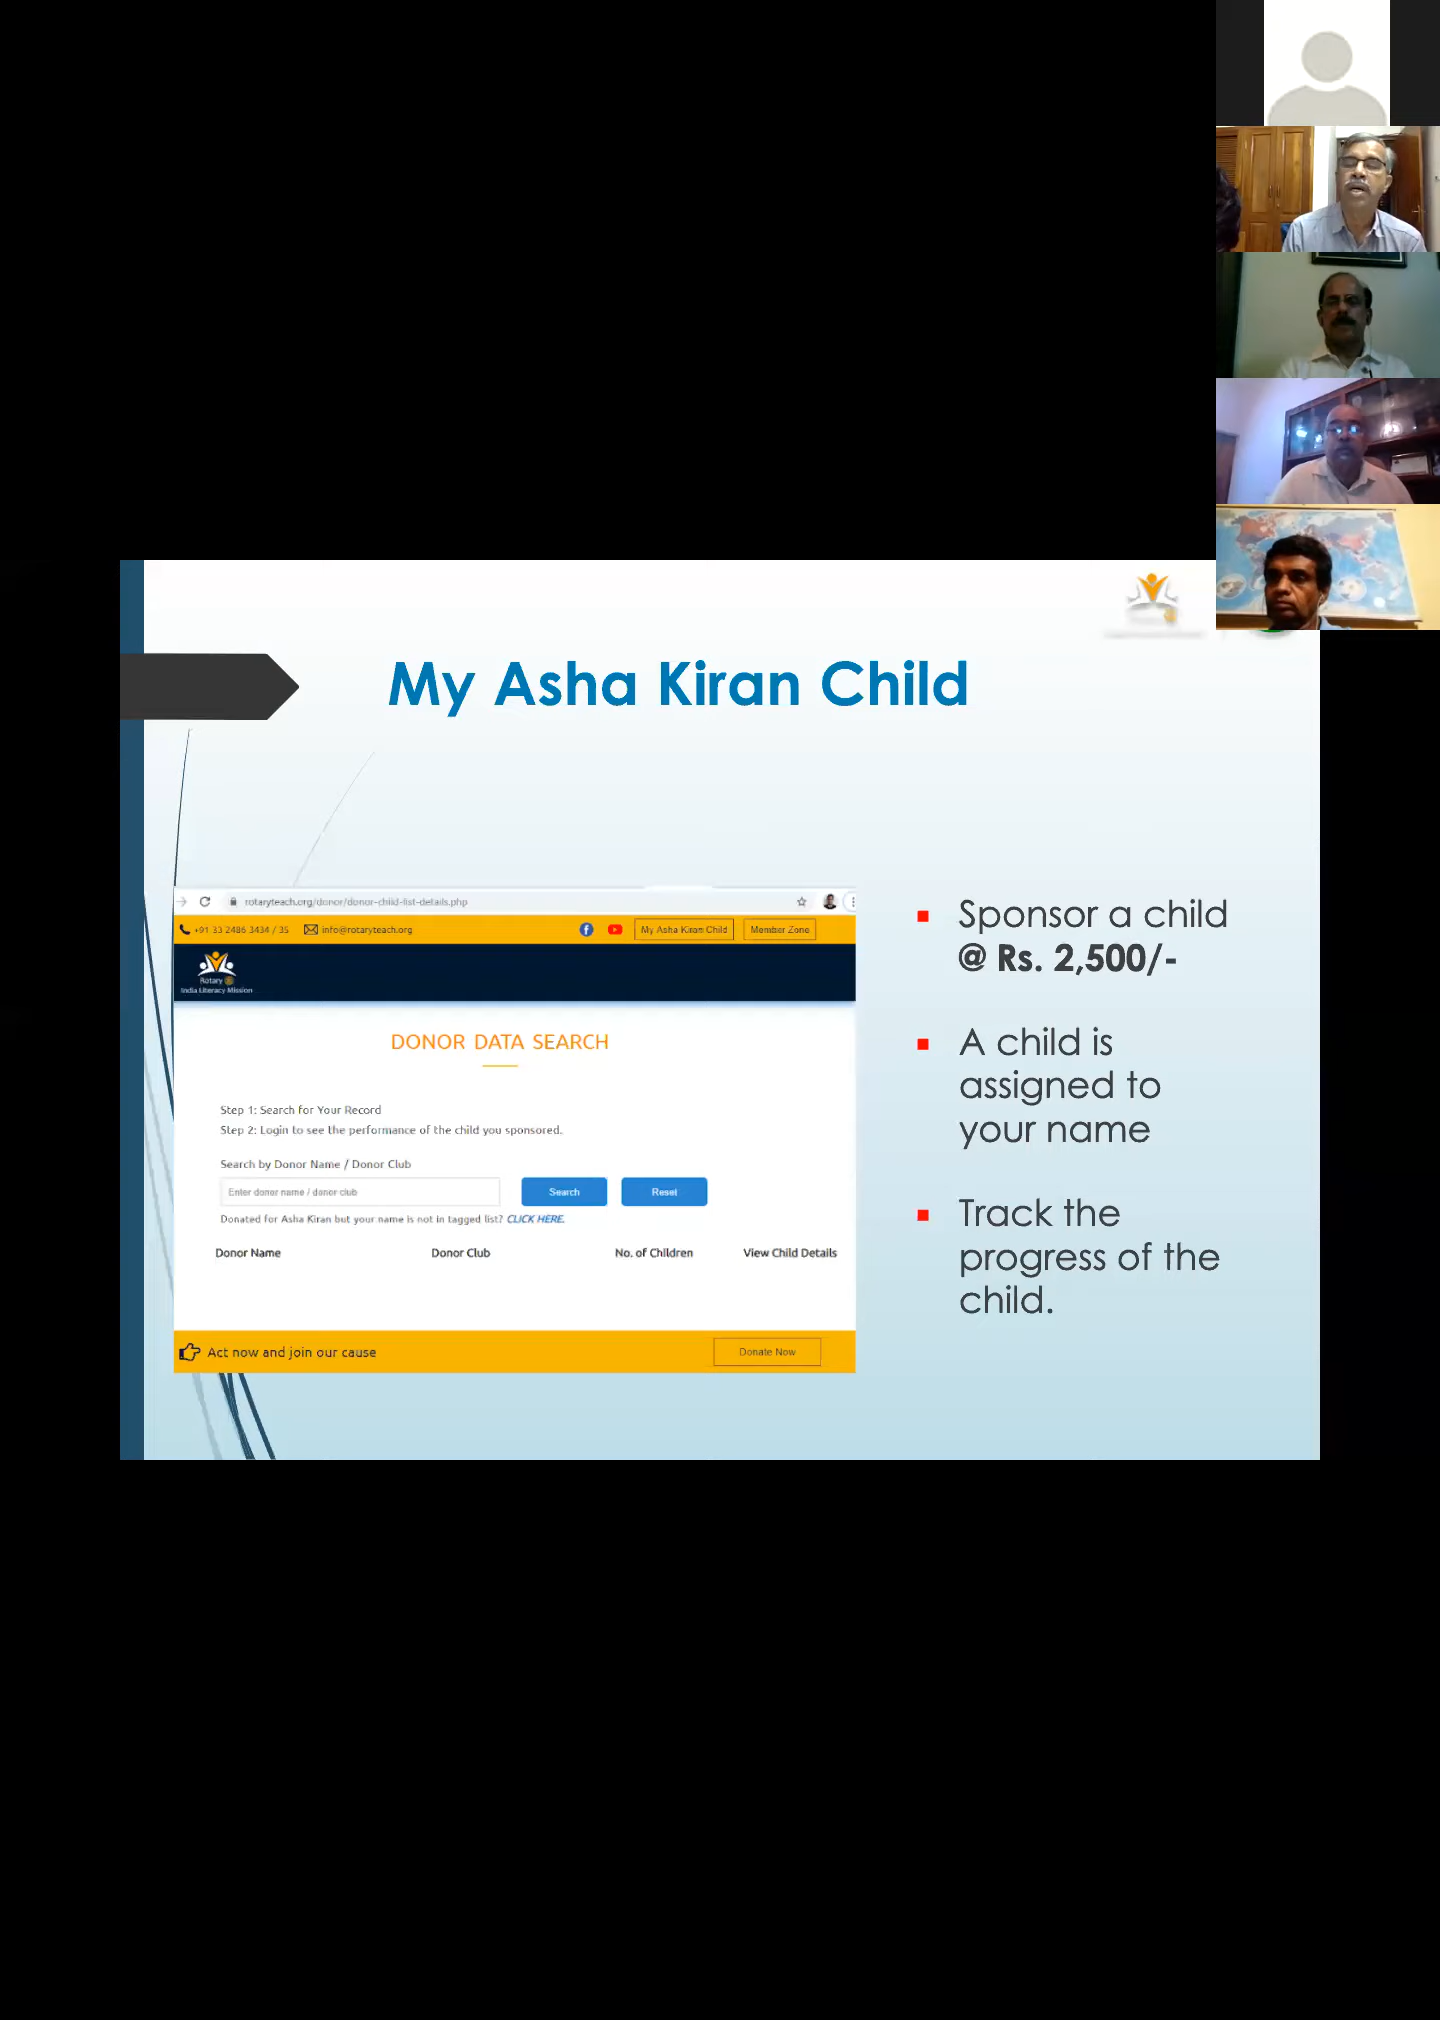 My Asha Kiran Child
rotaryteach.org/donor/donor-child-list-details.php
+91 33 2486 3434 / 35 info@rotaryteach.org My Asha Kiran Child Member Zone
Rotary
India Literacy Mission
DONOR DATA SEARCH
Step 1: Search for Your Record
Step 2: Login to see the performance of the child you sponsored.
Search by Donor Name / Donor Club
Enter donor name / donor club Search Reset
Donated for Asha Kiran but your name is not in tagged list? CLICK HERE.
Donor Name Donor Club No. of Children View Child Details
Act now and join our cause Donate Now
Sponsor a child
@ Rs. 2,500/-
A child is
assigned to
your name
Track the
progress of the
child.